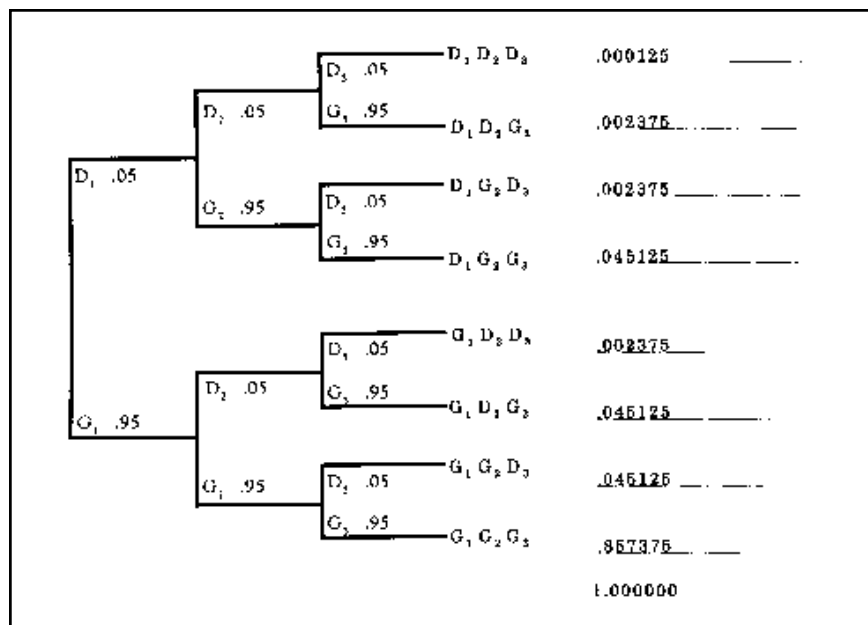 D₁ D₂ D₃ .000125
D₃ .05
D₂ .05
G₃ .95
D₁ D₂ G₃ .002375
D₁ .05
D₁ G₂ D₃ .002375
G₂ .95
D₃ .05
G₃ .95
D₁ G₂ G₃ .045125
G₁ D₂ D₃ .002375
D₃ .05
D₂ .05
G₃ .95
G₁ D₂ G₃ .045125
G₁ .95
G₁ G₂ D₃ .045125
G₂ .95
D₃ .05
G₃ .95
G₁ G₂ G₃ .857375
1.000000